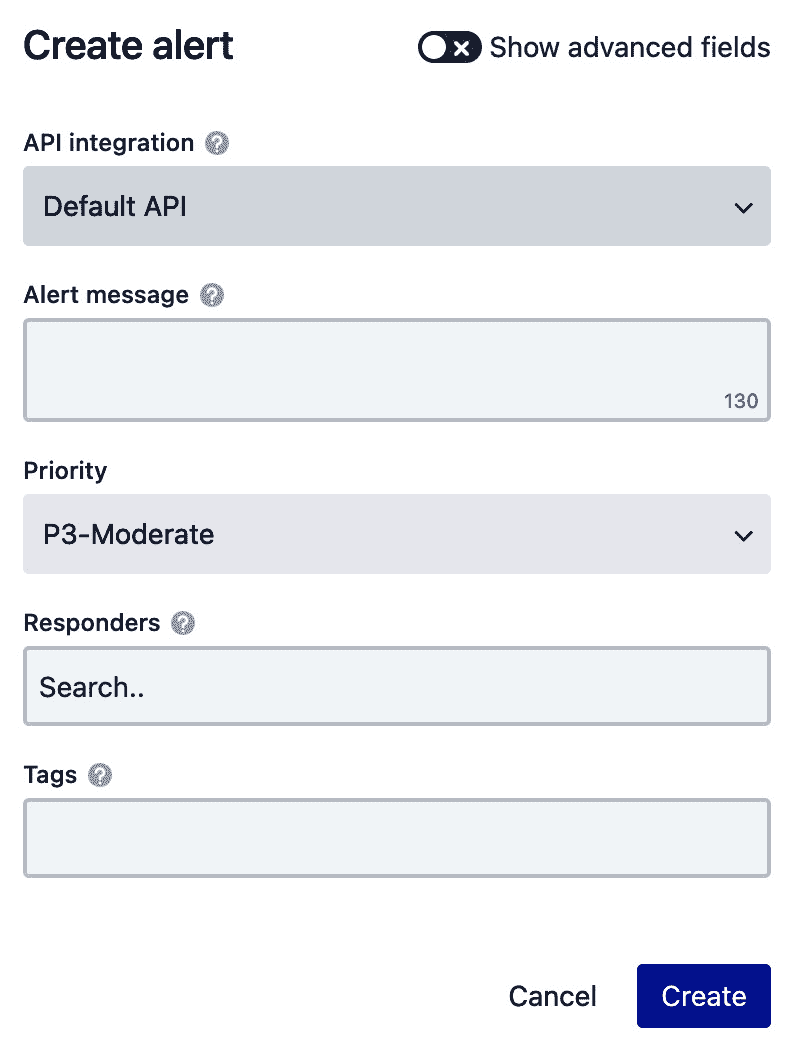 Create alert
Show advanced fields
API integration
Default API
Alert message
130
Priority
P3-Moderate
Responders
Search..
Tags
Cancel
Create